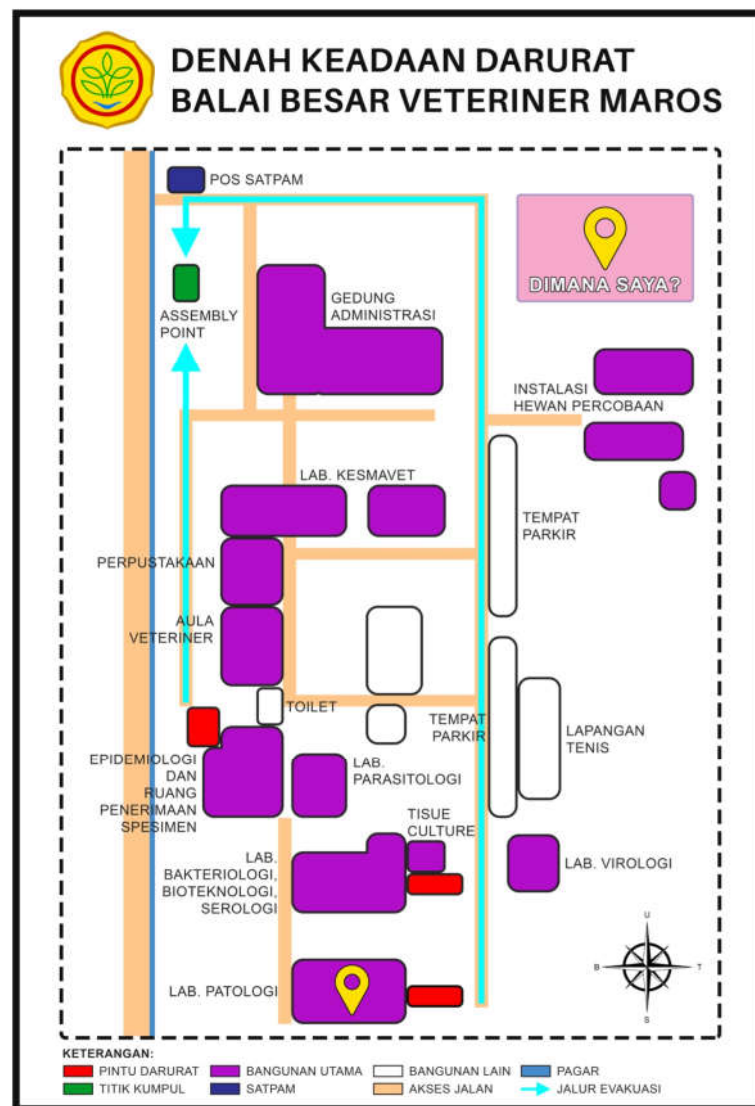 DENAH KEADAAN DARURAT
BALAI BESAR VETERINER MAROS
POS SATPAM
DIMANA SAYA?
ASSEMBLY
POINT
GEDUNG
ADMINISTRASI
INSTALASI
HEWAN PERCOBAAN
LAB. KESMAVET
TEMPAT
PARKIR
PERPUSTAKAAN
AULA
VETERINER
TOILET
TEMPAT
PARKIR
LAPANGAN
TENIS
EPIDEMIOLOGI
DAN
RUANG
PENERIMAAN
SPESIMEN
LAB.
PARASITOLOGI
TISUE
CULTURE
LAB.
BAKTERIOLOGI,
BIOTEKNOLOGI,
SEROLOGI
LAB. VIROLOGI
LAB. PATOLOGI
U
B
T
S
KETERANGAN:
PINTU DARURAT
BANGUNAN UTAMA
BANGUNAN LAIN
PAGAR
TITIK KUMPUL
SATPAM
AKSES JALAN
JALUR EVAKUASI